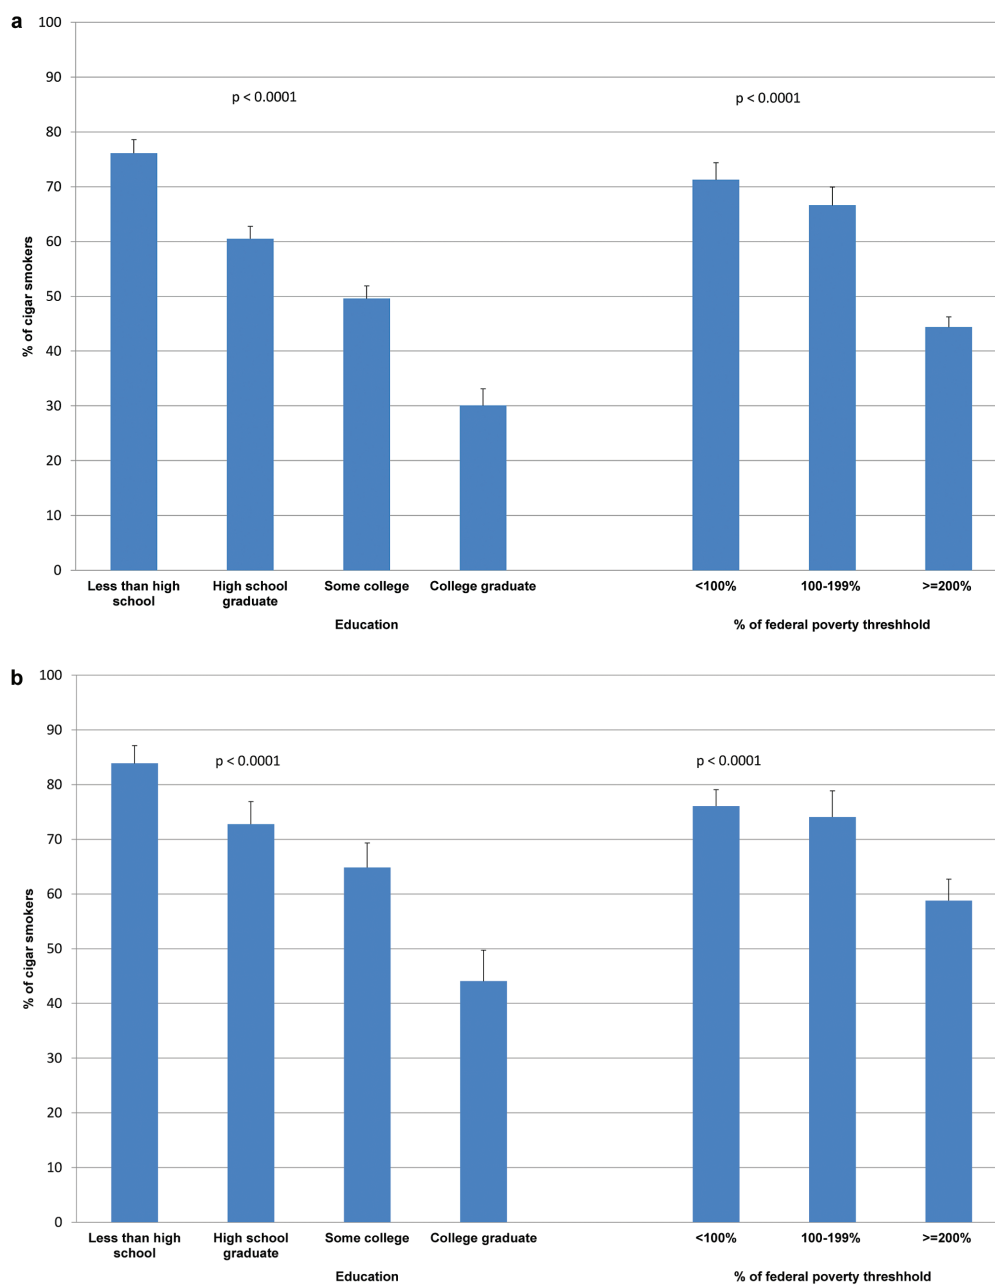 a
100
90
80
70
60
50
40
30
20
10
0
% of cigar smokers
p < 0.0001
p < 0.0001
Less than high
school
High school
graduate
Some college
College graduate
<100%
100-199%
>=200%
Education
% of federal poverty threshhold
b
100
90
80
70
60
50
40
30
20
10
0
% of cigar smokers
p < 0.0001
p < 0.0001
Less than high
school
High school
graduate
Some college
College graduate
<100%
100-199%
>=200%
Education
% of federal poverty threshold